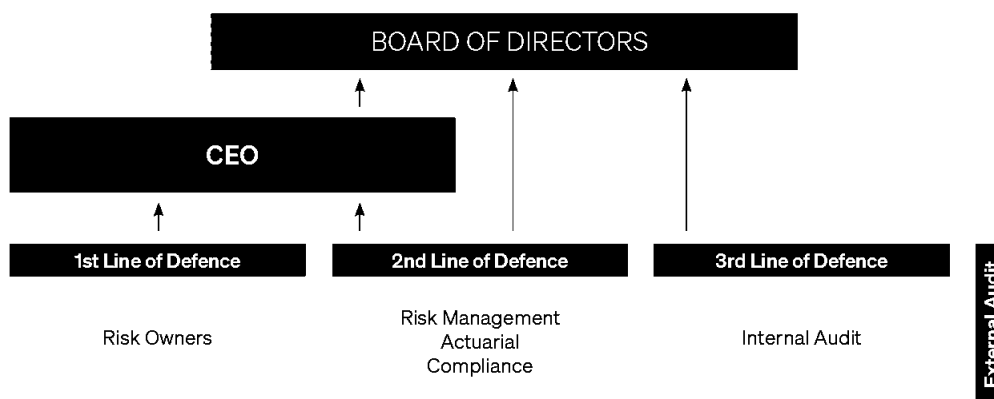 BOARD OF DIRECTORS
CEO
1st Line of Defence
2nd Line of Defence
3rd Line of Defence
Risk Owners
Risk Management
Actuarial
Compliance
Internal Audit
External Audit